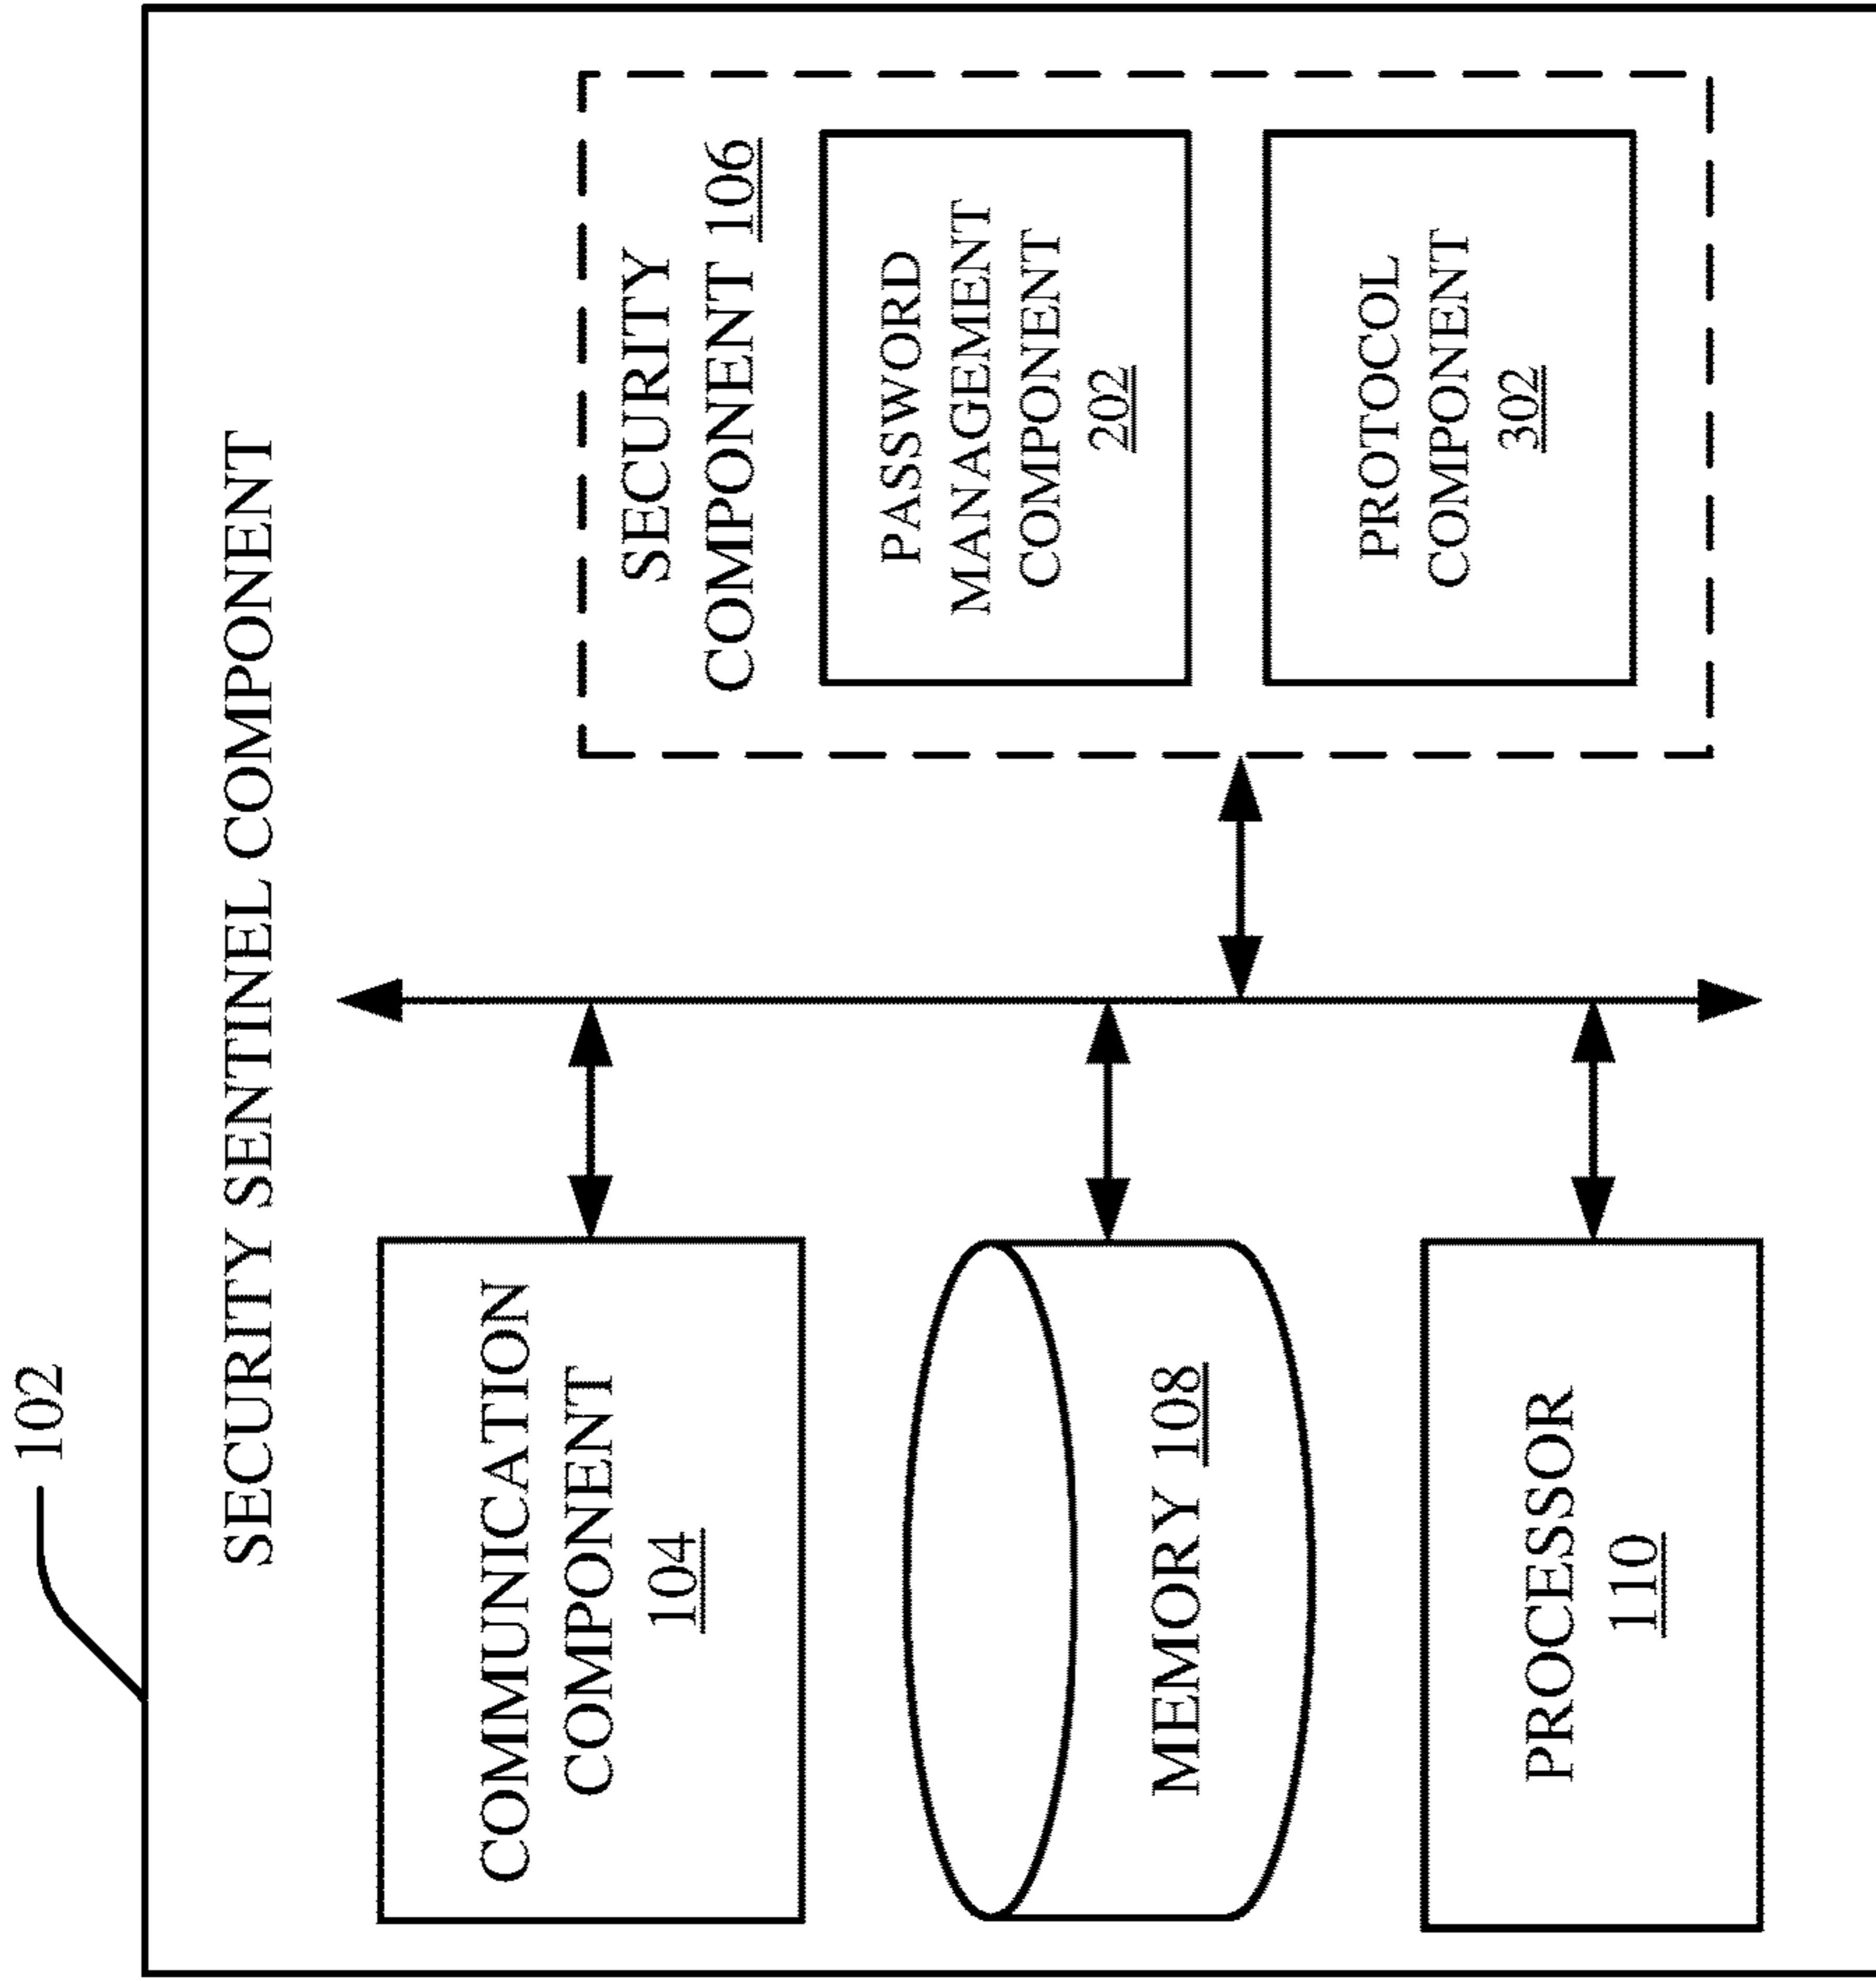 102
SECURITY SENTINEL COMPONENT
COMMUNICATION
COMPONENT
104
MEMORY 108
PROCESSOR
110
SECURITY
COMPONENT 106
PASSWORD
MANAGEMENT
COMPONENT
202
PROTOCOL
COMPONENT
302